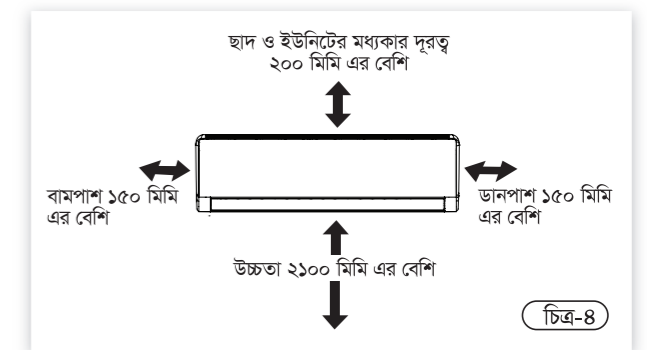 ছাদ ও ইউনিটের মধ্যকার দূরত্ব
২০০ মিমি এর বেশি
বামপাশ ১৫০ মিমি
এর বেশি
ডানপাশ ১৫০ মিমি
এর বেশি
উচ্চতা ২১০০ মিমি এর বেশি
চিত্র-৪